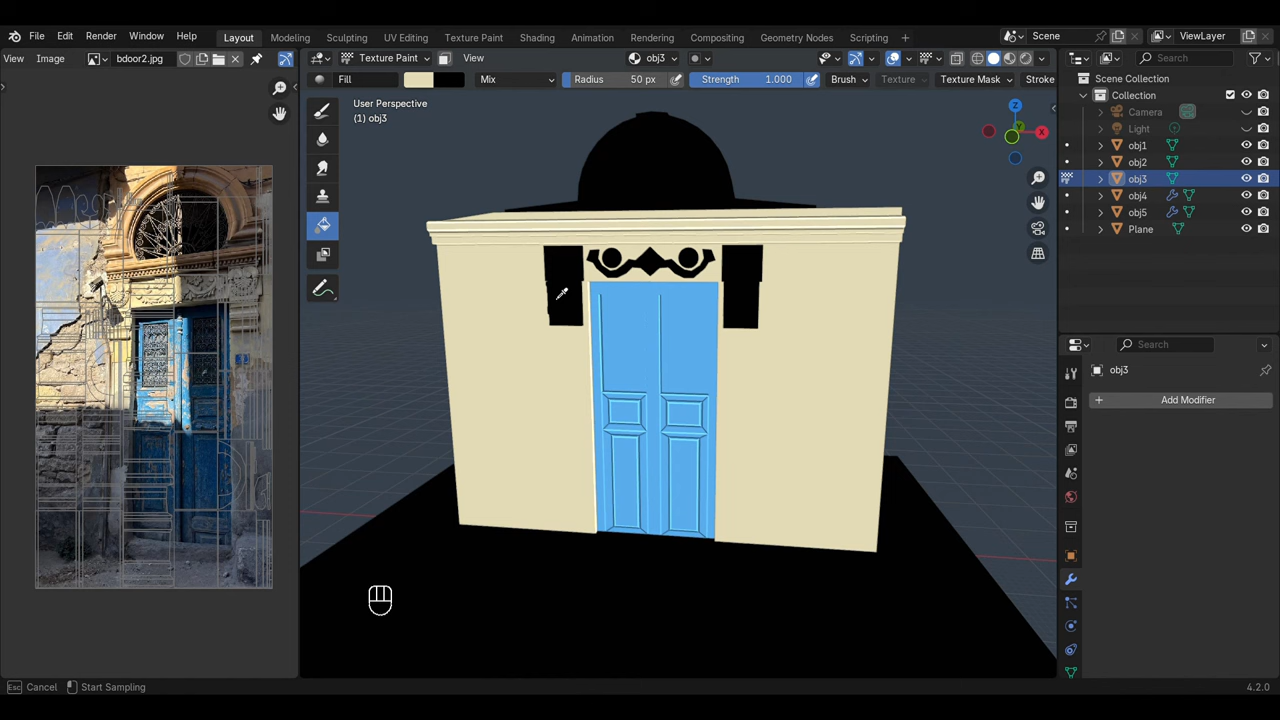 File Edit Render Window Help Layout Modeling Sculpting UV Editing Texture Paint Shading Animation Rendering Compositing Geometry Nodes Scripting + Scene ViewLayer
View Image bdoor2.jpg Texture Paint View obj3 Search
Fill Mix Radius 50 px Strength 1.000 Brush Texture Texture Mask Stroke
Scene Collection
Collection
Camera
Light
obj1
obj2
obj3
obj4
obj5
Plane
User Perspective
(1) obj3
Z
Y
X
Search
obj3
+ Add Modifier
Esc Cancel Start Sampling 4.2.0